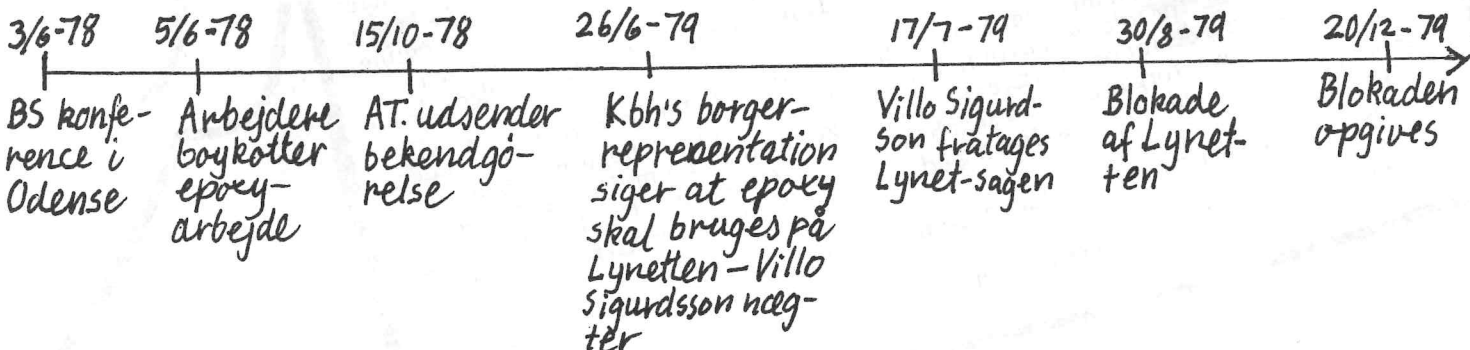 3/6-78
BS konfe-
rence i
Odense
5/6-78
Arbejdere
boykotter
epoxy-
arbejde
15/10-78
AT. udsender
bekendgö-
relse
26/6-79
Kbh's borger-
repreentation
siger at epoxy
skal bruges på
Lynetten – Villo
Sigurdsson næg-
ter
17/7-79
Villo Sigurd-
son fratages
Lynet-sagen
30/8-79
Blokade
af Lynet-
ten
20/12-79
Blokaden
opgives